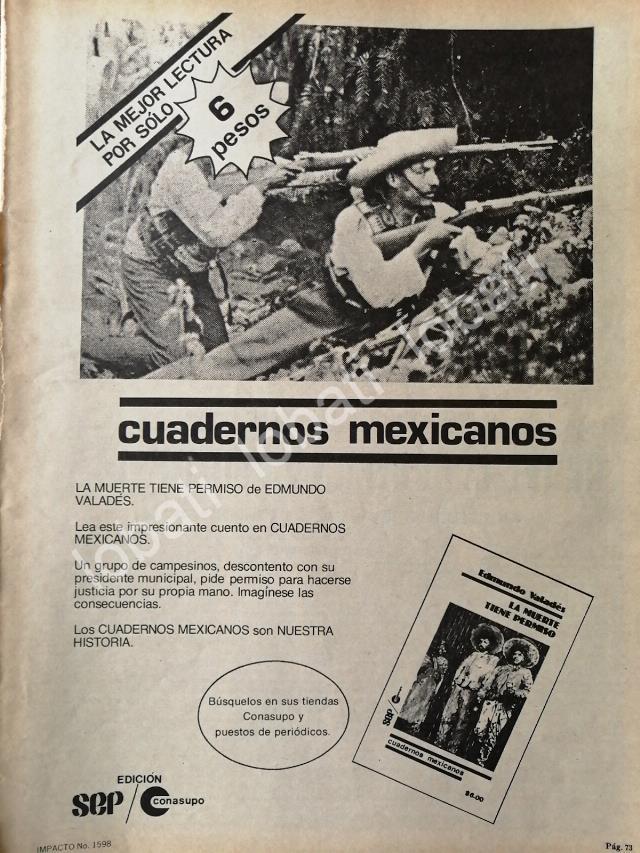 LA MEJOR LECTURA
POR SÓLO
6
pesos
cuadernos mexicanos
LA MUERTE TIENE PERMISO de EDMUNDO
VALADÉS.
Lea este impresionante cuento en CUADERNOS
MEXICANOS.
Un grupo de campesinos, descontento con su
presidente municipal, pide permiso para hacerse
justicia por su propia mano. Imagínese las
consecuencias.
Los CUADERNOS MEXICANOS son NUESTRA
HISTORIA.
Búsquelos en sus tiendas
Conasupo y
puestos de periódicos.
Edmundo Valadés
LA MUERTE
TIENE PERMISO
sep/
cuadernos mexicanos
$6.00
EDICIÓN
sep/conasupo
IMPACTO No. 1598
Pág. 73
lobati lobati lobati lobati